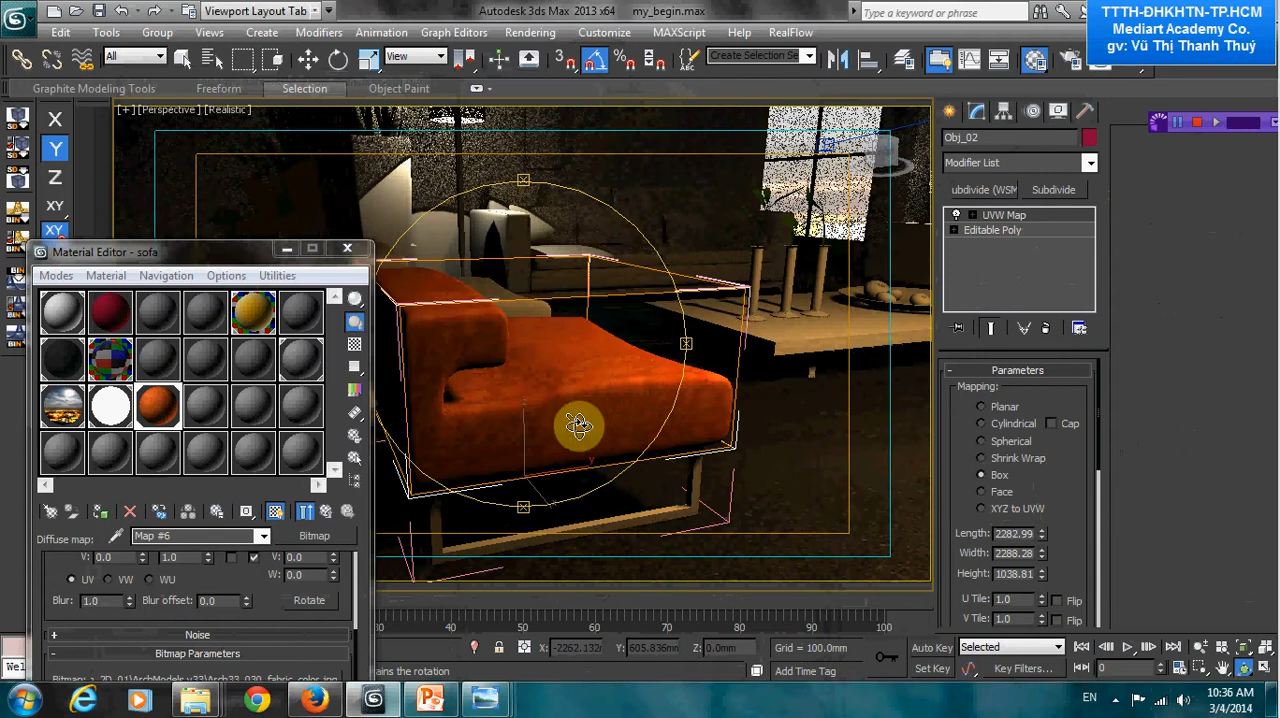 Viewport Layout Tab
Autodesk 3ds Max 2013 x64
my_begin.max
Type a keyword or phrase
TTTH-ĐHKHTN-TP.HCM
Mediart Academy Co.
gv: Vũ Thị Thanh Thuỷ
Edit Tools Group Views Create Modifiers Animation Graph Editors Rendering Customize MAXScript Help RealFlow
All
View
Create Selection Se
Graphite Modeling Tools Freeform Selection Object Paint
[+] [Perspective] [Realistic]
X
Y
Z
XY
XY
Obj_02
Modifier List
ubdivide (WSM Subdivide
UVW Map
Editable Poly
Material Editor - sofa
Modes Material Navigation Options Utilities
Diffuse map: Map #6 Bitmap
V: 0.0 1.0 V: 0.0
UV VW WU W: 0.0
Blur: 1.0 Blur offset: 0.0 Rotate
Noise
Bitmap Parameters
Parameters
Mapping:
Planar
Cylindrical Cap
Spherical
Shrink Wrap
Box
Face
XYZ to UVW
Length: 2282.99
Width: 2288.28
Height: 1038.81
U Tile: 1.0 Flip
V Tile: 1.0 Flip
50 60 70 80 90 100
X: -2262.132 Y: 605.836mm Z: 0.0mm Grid = 100.0mm
Auto Key Selected
Set Key Key Filters...
0
Wel
ains the rotation
Add Time Tag
EN
10:36 AM
3/4/2014